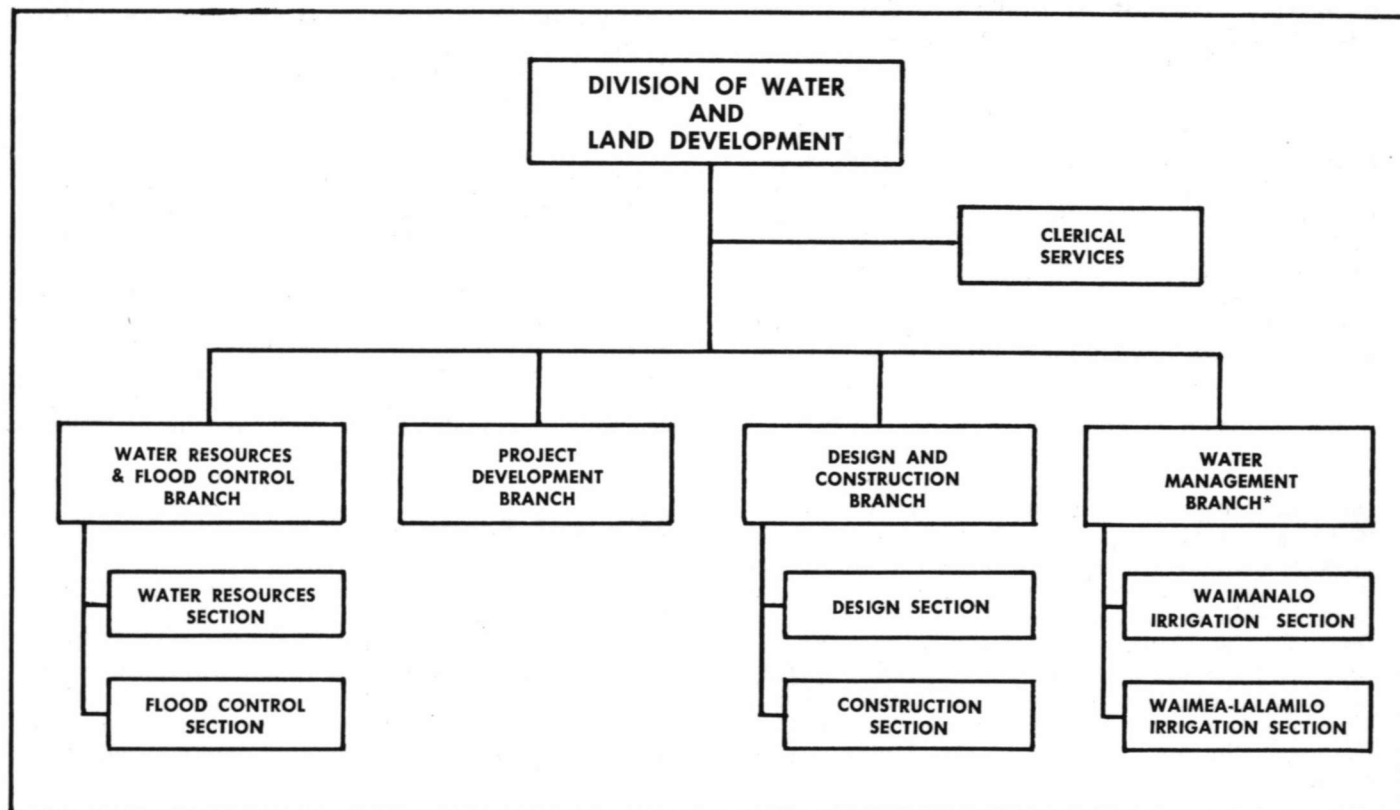 DIVISION OF WATER
AND
LAND DEVELOPMENT
CLERICAL
SERVICES
WATER RESOURCES
& FLOOD CONTROL
BRANCH
PROJECT
DEVELOPMENT
BRANCH
DESIGN AND
CONSTRUCTION
BRANCH
WATER
MANAGEMENT
BRANCH*
WATER RESOURCES
SECTION
DESIGN SECTION
WAIMANALO
IRRIGATION SECTION
FLOOD CONTROL
SECTION
CONSTRUCTION
SECTION
WAIMEA-LALAMILO
IRRIGATION SECTION